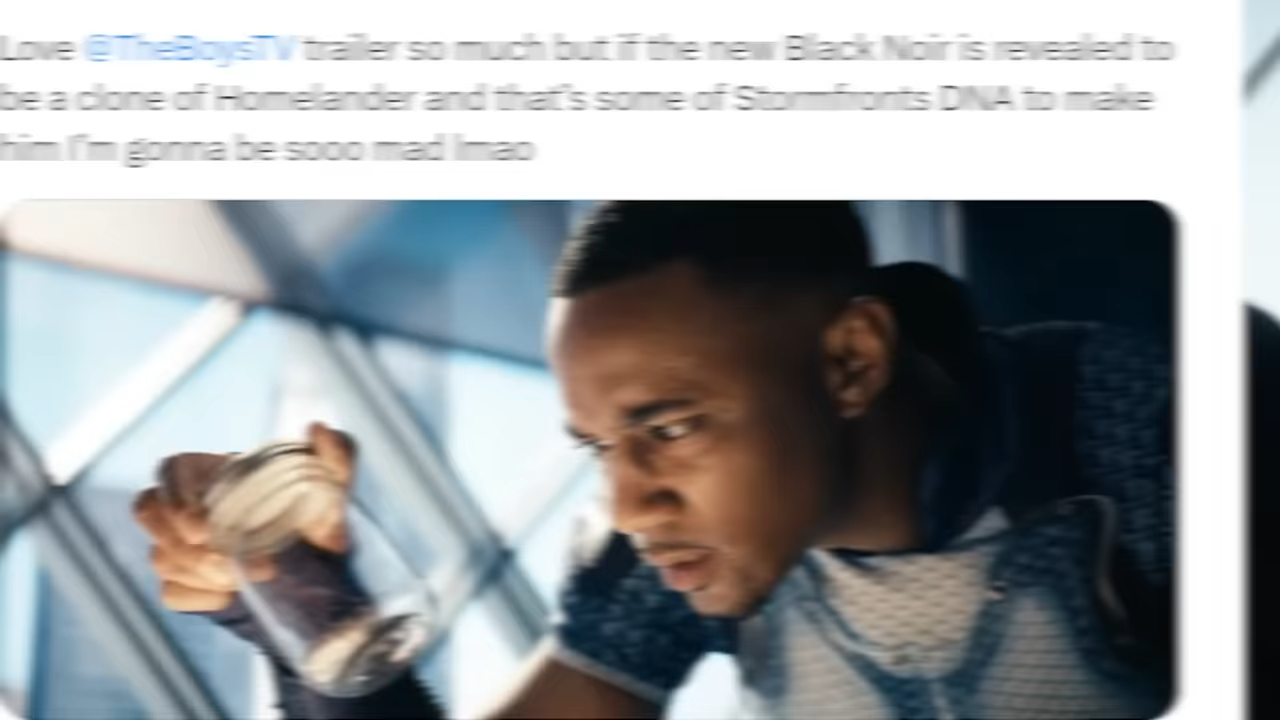 Love @TheBoysTV trailer so much but if the new Black Noir is revealed to
be a clone of Homelander and that's some of Stormfronts DNA to make
him I'm gonna be sooo mad lmao